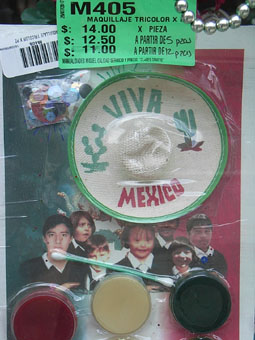 M405
MAQUILLAJE TRICOLOR X
$: 14.00 X PIEZA
$: 12.50 A PARTIR DE 5 pzas
$: 11.00 A PARTIR DE 12 pzas
VIVA
MEXICO